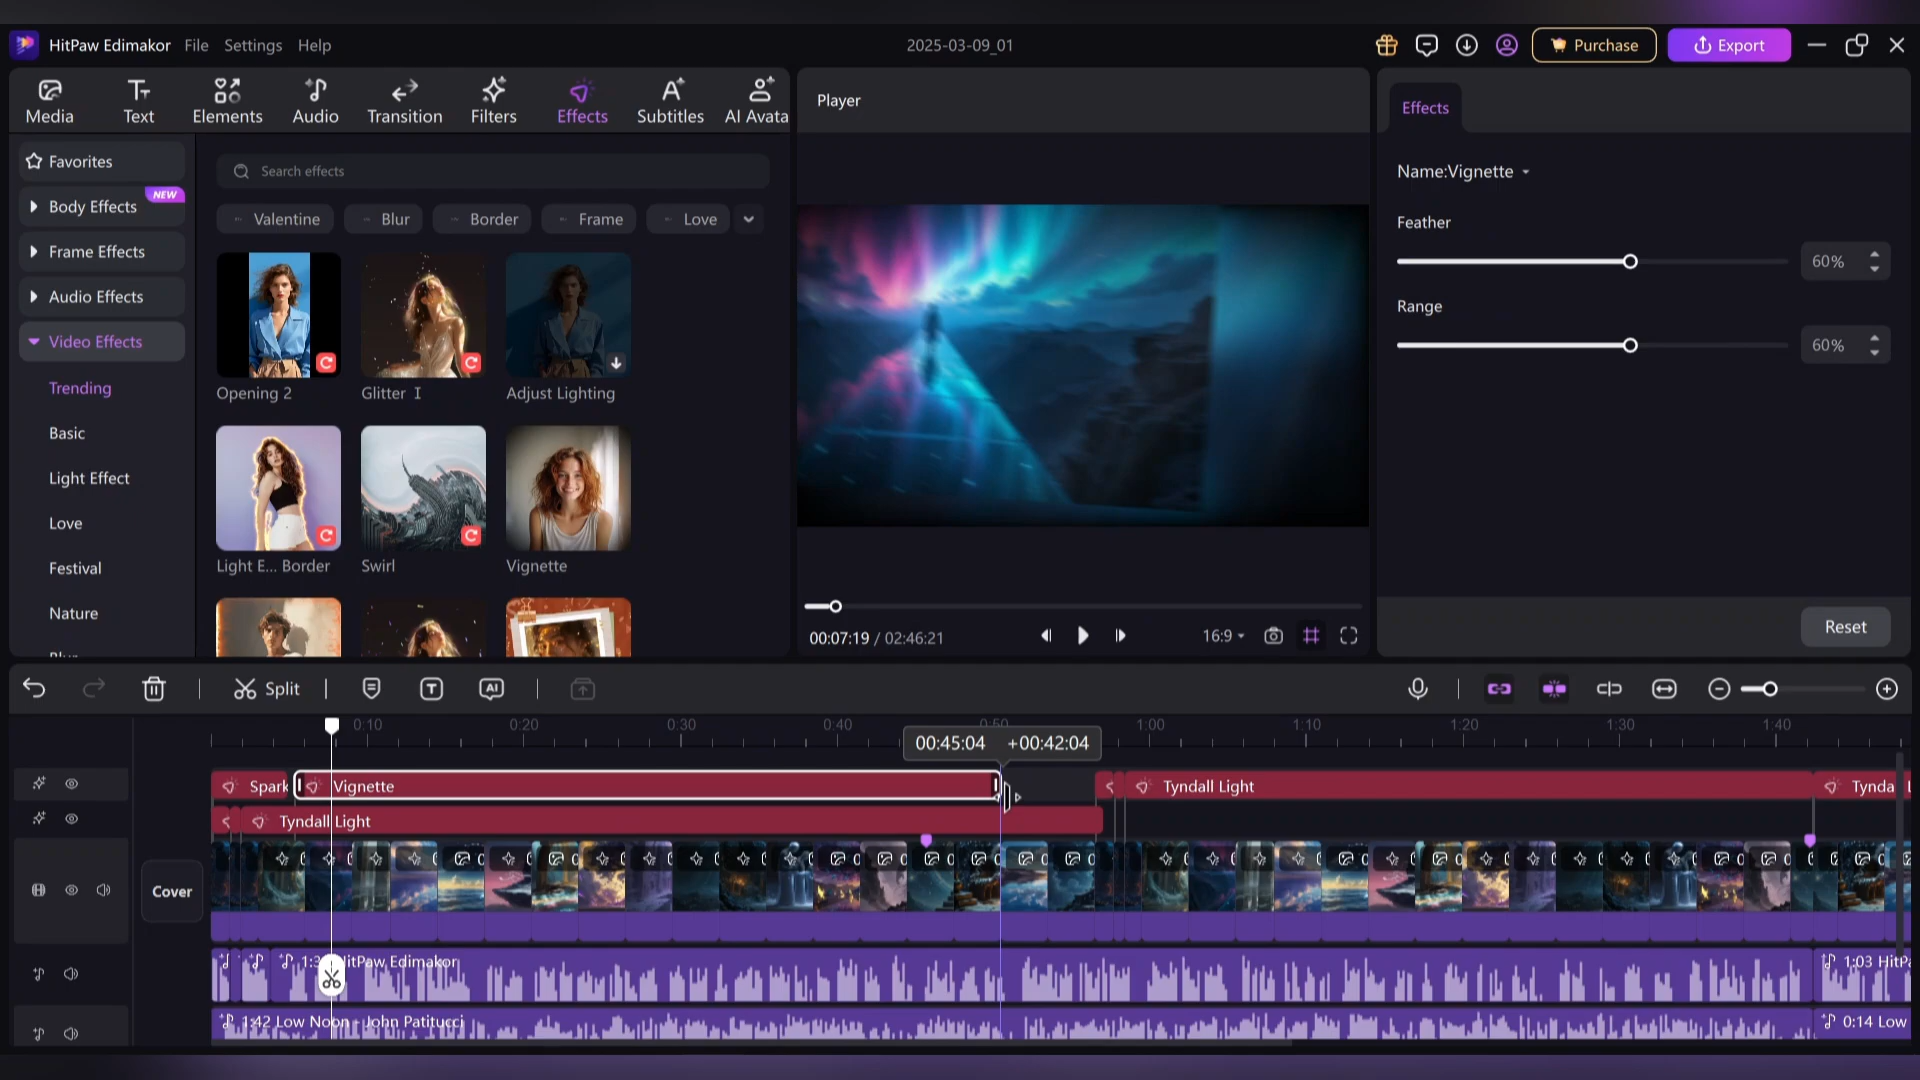 HitPaw Edimakor File Settings Help 2025-03-09_01 Purchase Export
Media Text Elements Audio Transition Filters Effects Subtitles AI Avata
Player
Effects
Favorites
Body Effects NEW
Frame Effects
Audio Effects
Video Effects
Trending
Basic
Light Effect
Love
Festival
Nature
Search effects
Valentine Blur Border Frame Love
Opening 2 Glitter I Adjust Lighting
Light E... Border Swirl Vignette
00:07:19 / 02:46:21 16:9
Name:Vignette
Feather
60%
Range
60%
Reset
Split AI
0:10 0:20 0:30 0:40 0:50 1:00 1:10 1:20 1:30 1:40
00:45:04 +00:42:04
Spark Vignette Tyndall Light Tynda
Tyndall Light
Cover
HitPaw Edimakor 1:03 HitP
1:42 Low Noon - John Patitucci 0:14 Low